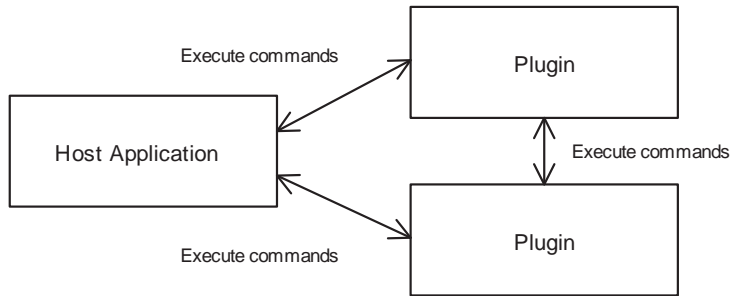 Execute commands
Plugin
Host Application
Execute commands
Plugin
Execute commands